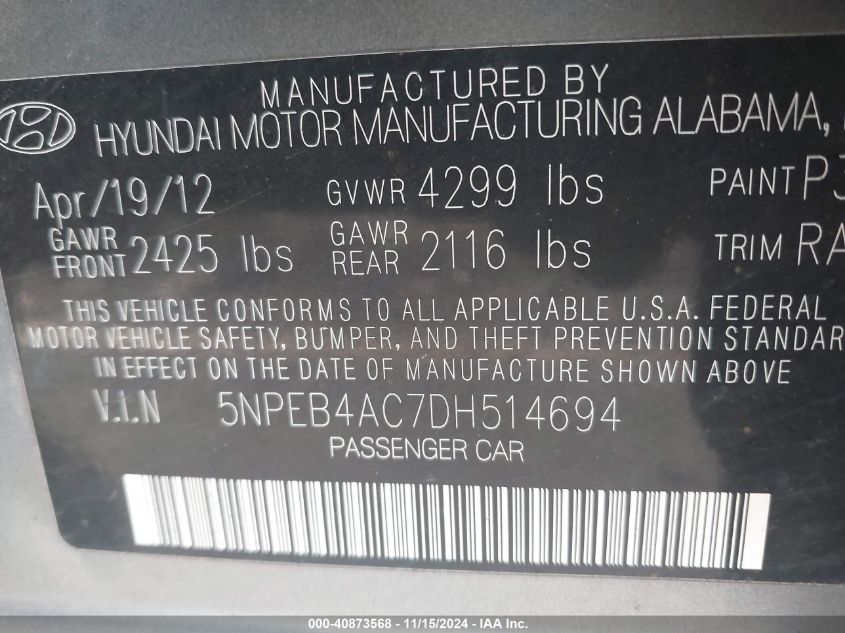 MANUFACTURED BY
HYUNDAI MOTOR MANUFACTURING ALABAMA,
Apr/19/12 GVWR 4299 lbs PAINT P3
GAWR FRONT 2425 lbs GAWR REAR 2116 lbs TRIM RA
THIS VEHICLE CONFORMS TO ALL APPLICABLE U.S.A. FEDERAL
MOTOR VEHICLE SAFETY, BUMPER, AND THEFT PREVENTION STANDAR
IN EFFECT ON THE DATE OF MANUFACTURE SHOWN ABOVE
V.I.N 5NPEB4AC7DH514694
PASSENGER CAR
000-40873568 - 11/15/2024 - IAA Inc.